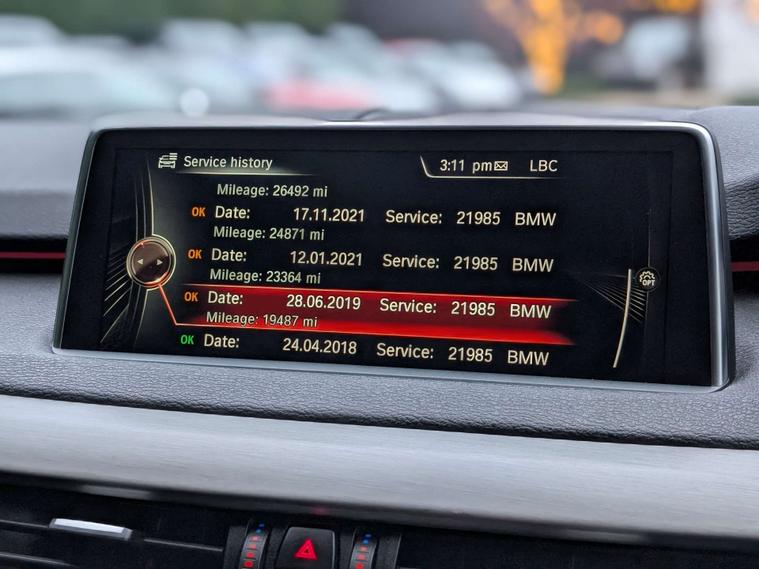 Service history 3:11 pm LBC
Mileage: 26492 mi
OK Date: 17.11.2021 Service: 21985 BMW
Mileage: 24871 mi
OK Date: 12.01.2021 Service: 21985 BMW
Mileage: 23364 mi
OK Date: 28.06.2019 Service: 21985 BMW
Mileage: 19487 mi
OK Date: 24.04.2018 Service: 21985 BMW
OPT